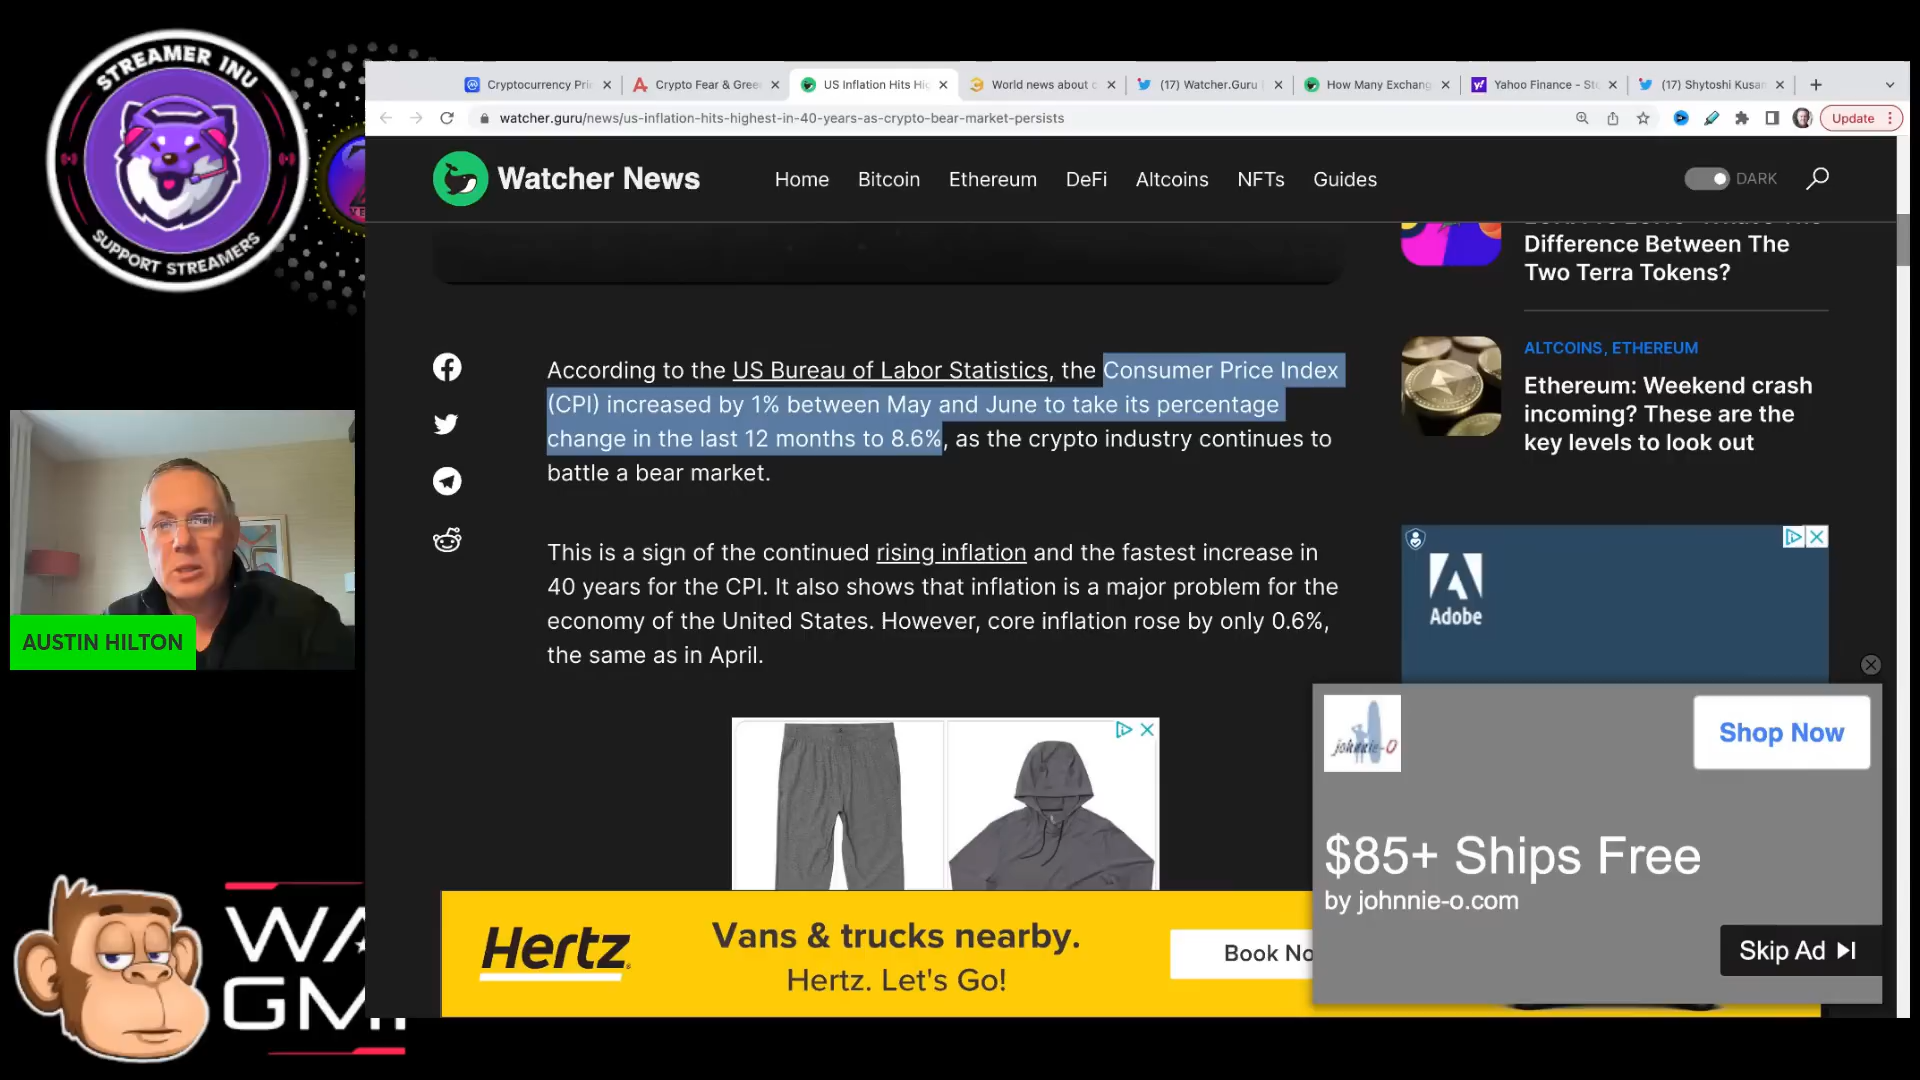 STREAMER INU
SUPPORT STREAMERS
Cryptocurrency Pri
Crypto Fear & Gree
US Inflation Hits Hi
World news about c
(17) Watcher.Guru
How Many Exchang
Yahoo Finance - St
(17) Shytoshi Kusa
watcher.guru/news/us-inflation-hits-highest-in-40-years-as-crypto-bear-market-persists
Update
Watcher News
Home
Bitcoin
Ethereum
DeFi
Altcoins
NFTs
Guides
DARK
Difference Between The
Two Terra Tokens?
According to the US Bureau of Labor Statistics, the Consumer Price Index
(CPI) increased by 1% between May and June to take its percentage
change in the last 12 months to 8.6%, as the crypto industry continues to
battle a bear market.
ALTCOINS, ETHEREUM
Ethereum: Weekend crash
incoming? These are the
key levels to look out
This is a sign of the continued rising inflation and the fastest increase in
40 years for the CPI. It also shows that inflation is a major problem for the
economy of the United States. However, core inflation rose by only 0.6%,
the same as in April.
Adobe
AUSTIN HILTON
johnnie-O
Shop Now
$85+ Ships Free
by johnnie-o.com
Skip Ad
Hertz
Vans & trucks nearby.
Hertz. Let's Go!
Book No
WA
GMI